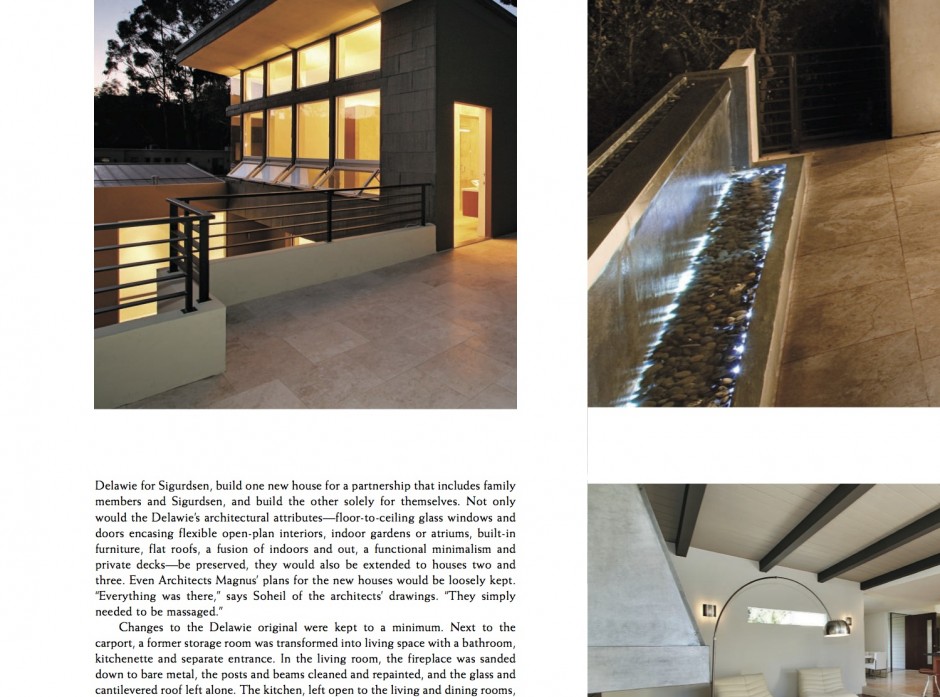 Delawie for Sigurdsen, build one new house for a partnership that includes family
members and Sigurdsen, and build the other solely for themselves. Not only
would the Delawie's architectural attributes—floor-to-ceiling glass windows and
doors encasing flexible open-plan interiors, indoor gardens or atriums, built-in
furniture, flat roofs, a fusion of indoors and out, a functional minimalism and
private decks—be preserved, they would also be extended to houses two and
three. Even Architects Magnus' plans for the new houses would be loosely kept.
"Everything was there," says Soheil of the architects' drawings. "They simply
needed to be massaged."
Changes to the Delawie original were kept to a minimum. Next to the
carport, a former storage room was transformed into living space with a bathroom,
kitchenette and separate entrance. In the living room, the fireplace was sanded
down to bare metal, the posts and beams cleaned and repainted, and the glass and
cantilevered roof left alone. The kitchen, left open to the living and dining rooms,